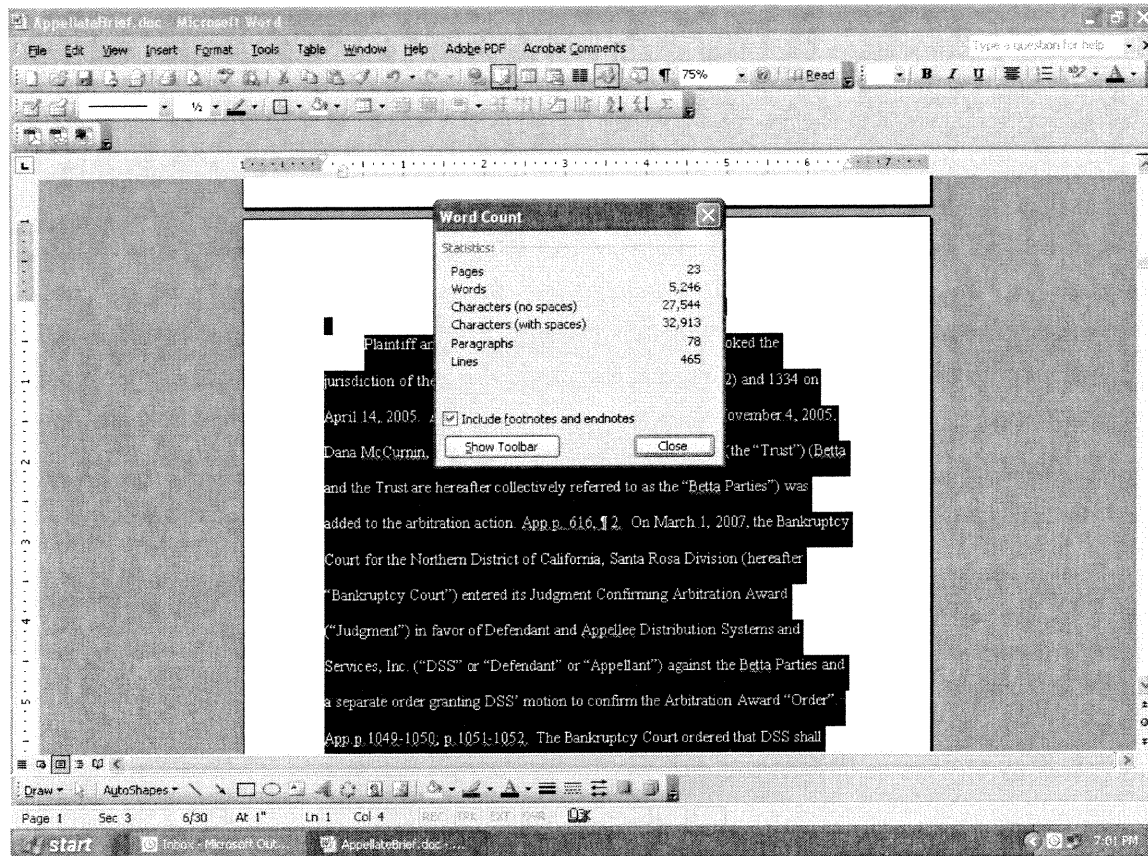 AppellateBrief.doc - Microsoft Word
File Edit View Insert Format Tools Table Window Help Adobe PDF Acrobat Comments
Type a question for help
75% Read B I U
1 1 2 3 4 5 6 7
Word Count
Statistics:
Pages 23
Words 5,246
Characters (no spaces) 27,544
Characters (with spaces) 32,913
Paragraphs 78
Lines 465
Include footnotes and endnotes
Show Toolbar Close
Plaintiff an oked the
jurisdiction of the 2) and 1334 on
April 14, 2005. ovember 4, 2005,
Dana McCurnin, (the "Trust") (Betta
and the Trust are hereafter collectively referred to as the "Betta Parties") was
added to the arbitration action. App.p. 616, ¶ 2. On March 1, 2007, the Bankruptcy
Court for the Northern District of California, Santa Rosa Division (hereafter
"Bankruptcy Court") entered its Judgment Confirming Arbitration Award
("Judgment") in favor of Defendant and Appellee Distribution Systems and
Services, Inc. ("DSS" or "Defendant" or "Appellant") against the Betta Parties and
a separate order granting DSS' motion to confirm the Arbitration Award "Order".
App.p.1049-1050; p.1051-1052. The Bankruptcy Court ordered that DSS shall
Draw AutoShapes
Page 1 Sec 3 6/30 At 1" Ln 1 Col 4 REC TRK EXT OVR
start Inbox - Microsoft Out... AppellateBrief.doc - ... 7:01 PM